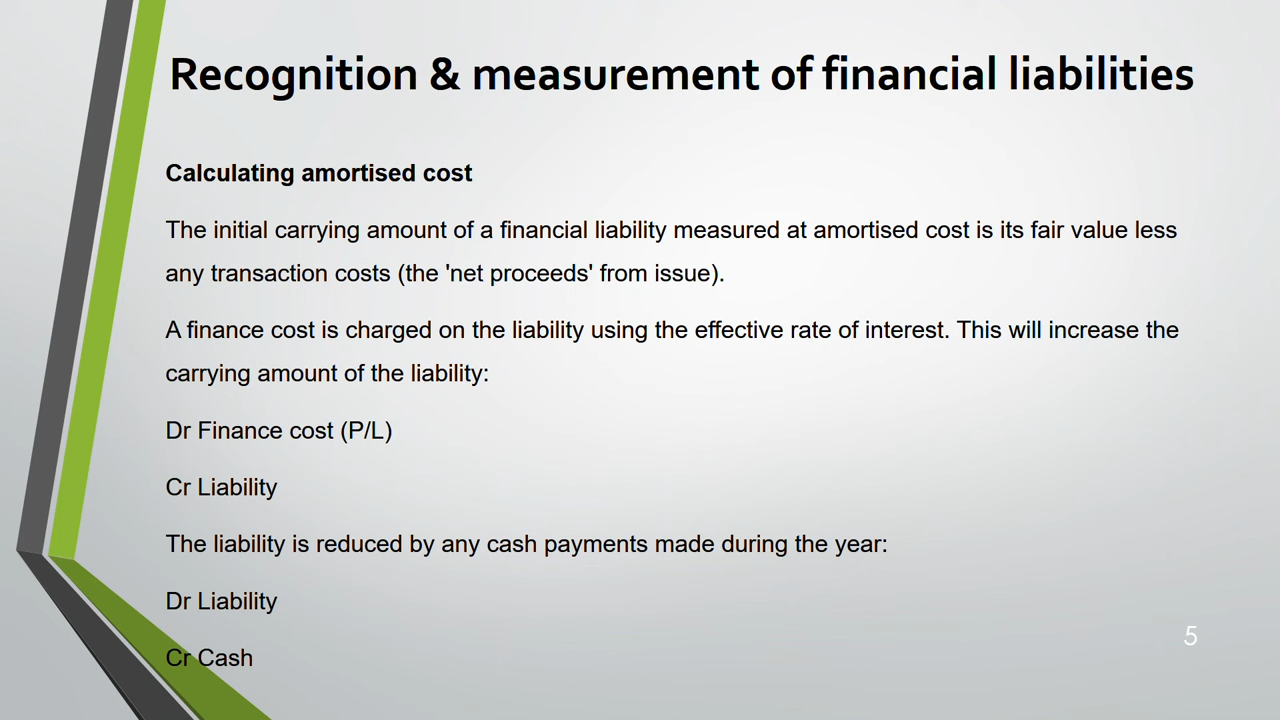 Recognition & measurement of financial liabilities
Calculating amortised cost
The initial carrying amount of a financial liability measured at amortised cost is its fair value less
any transaction costs (the 'net proceeds' from issue).
A finance cost is charged on the liability using the effective rate of interest. This will increase the
carrying amount of the liability:
Dr Finance cost (P/L)
Cr Liability
The liability is reduced by any cash payments made during the year:
Dr Liability
Cr Cash
5